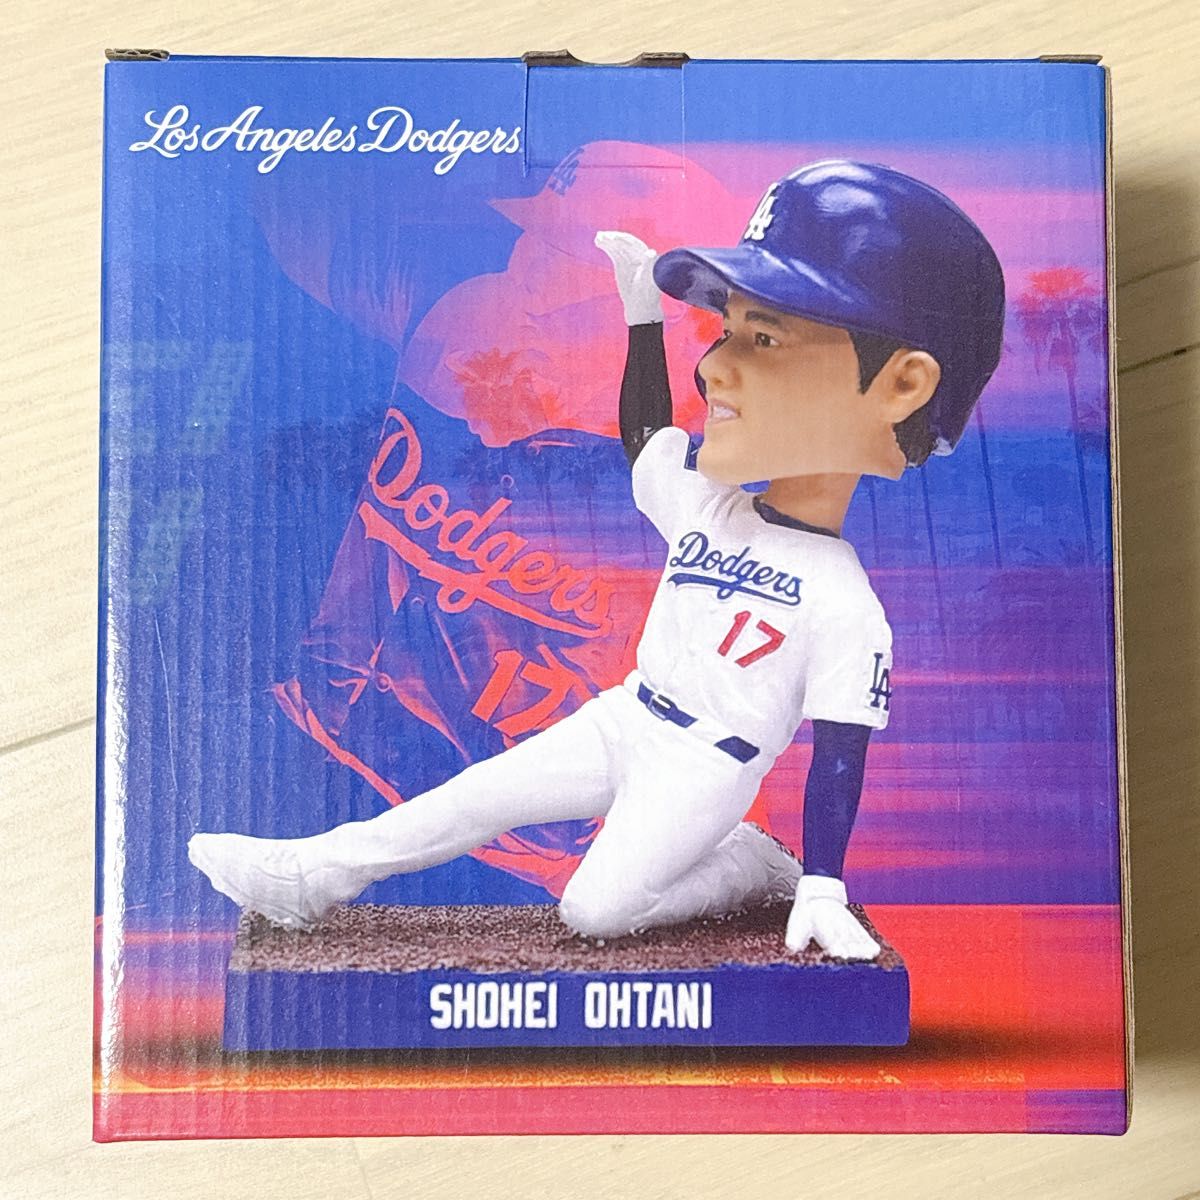 Los Angeles Dodgers
LA
LA
Dodgers
17
Dodgers
17
LA
SHOHEI OHTANI